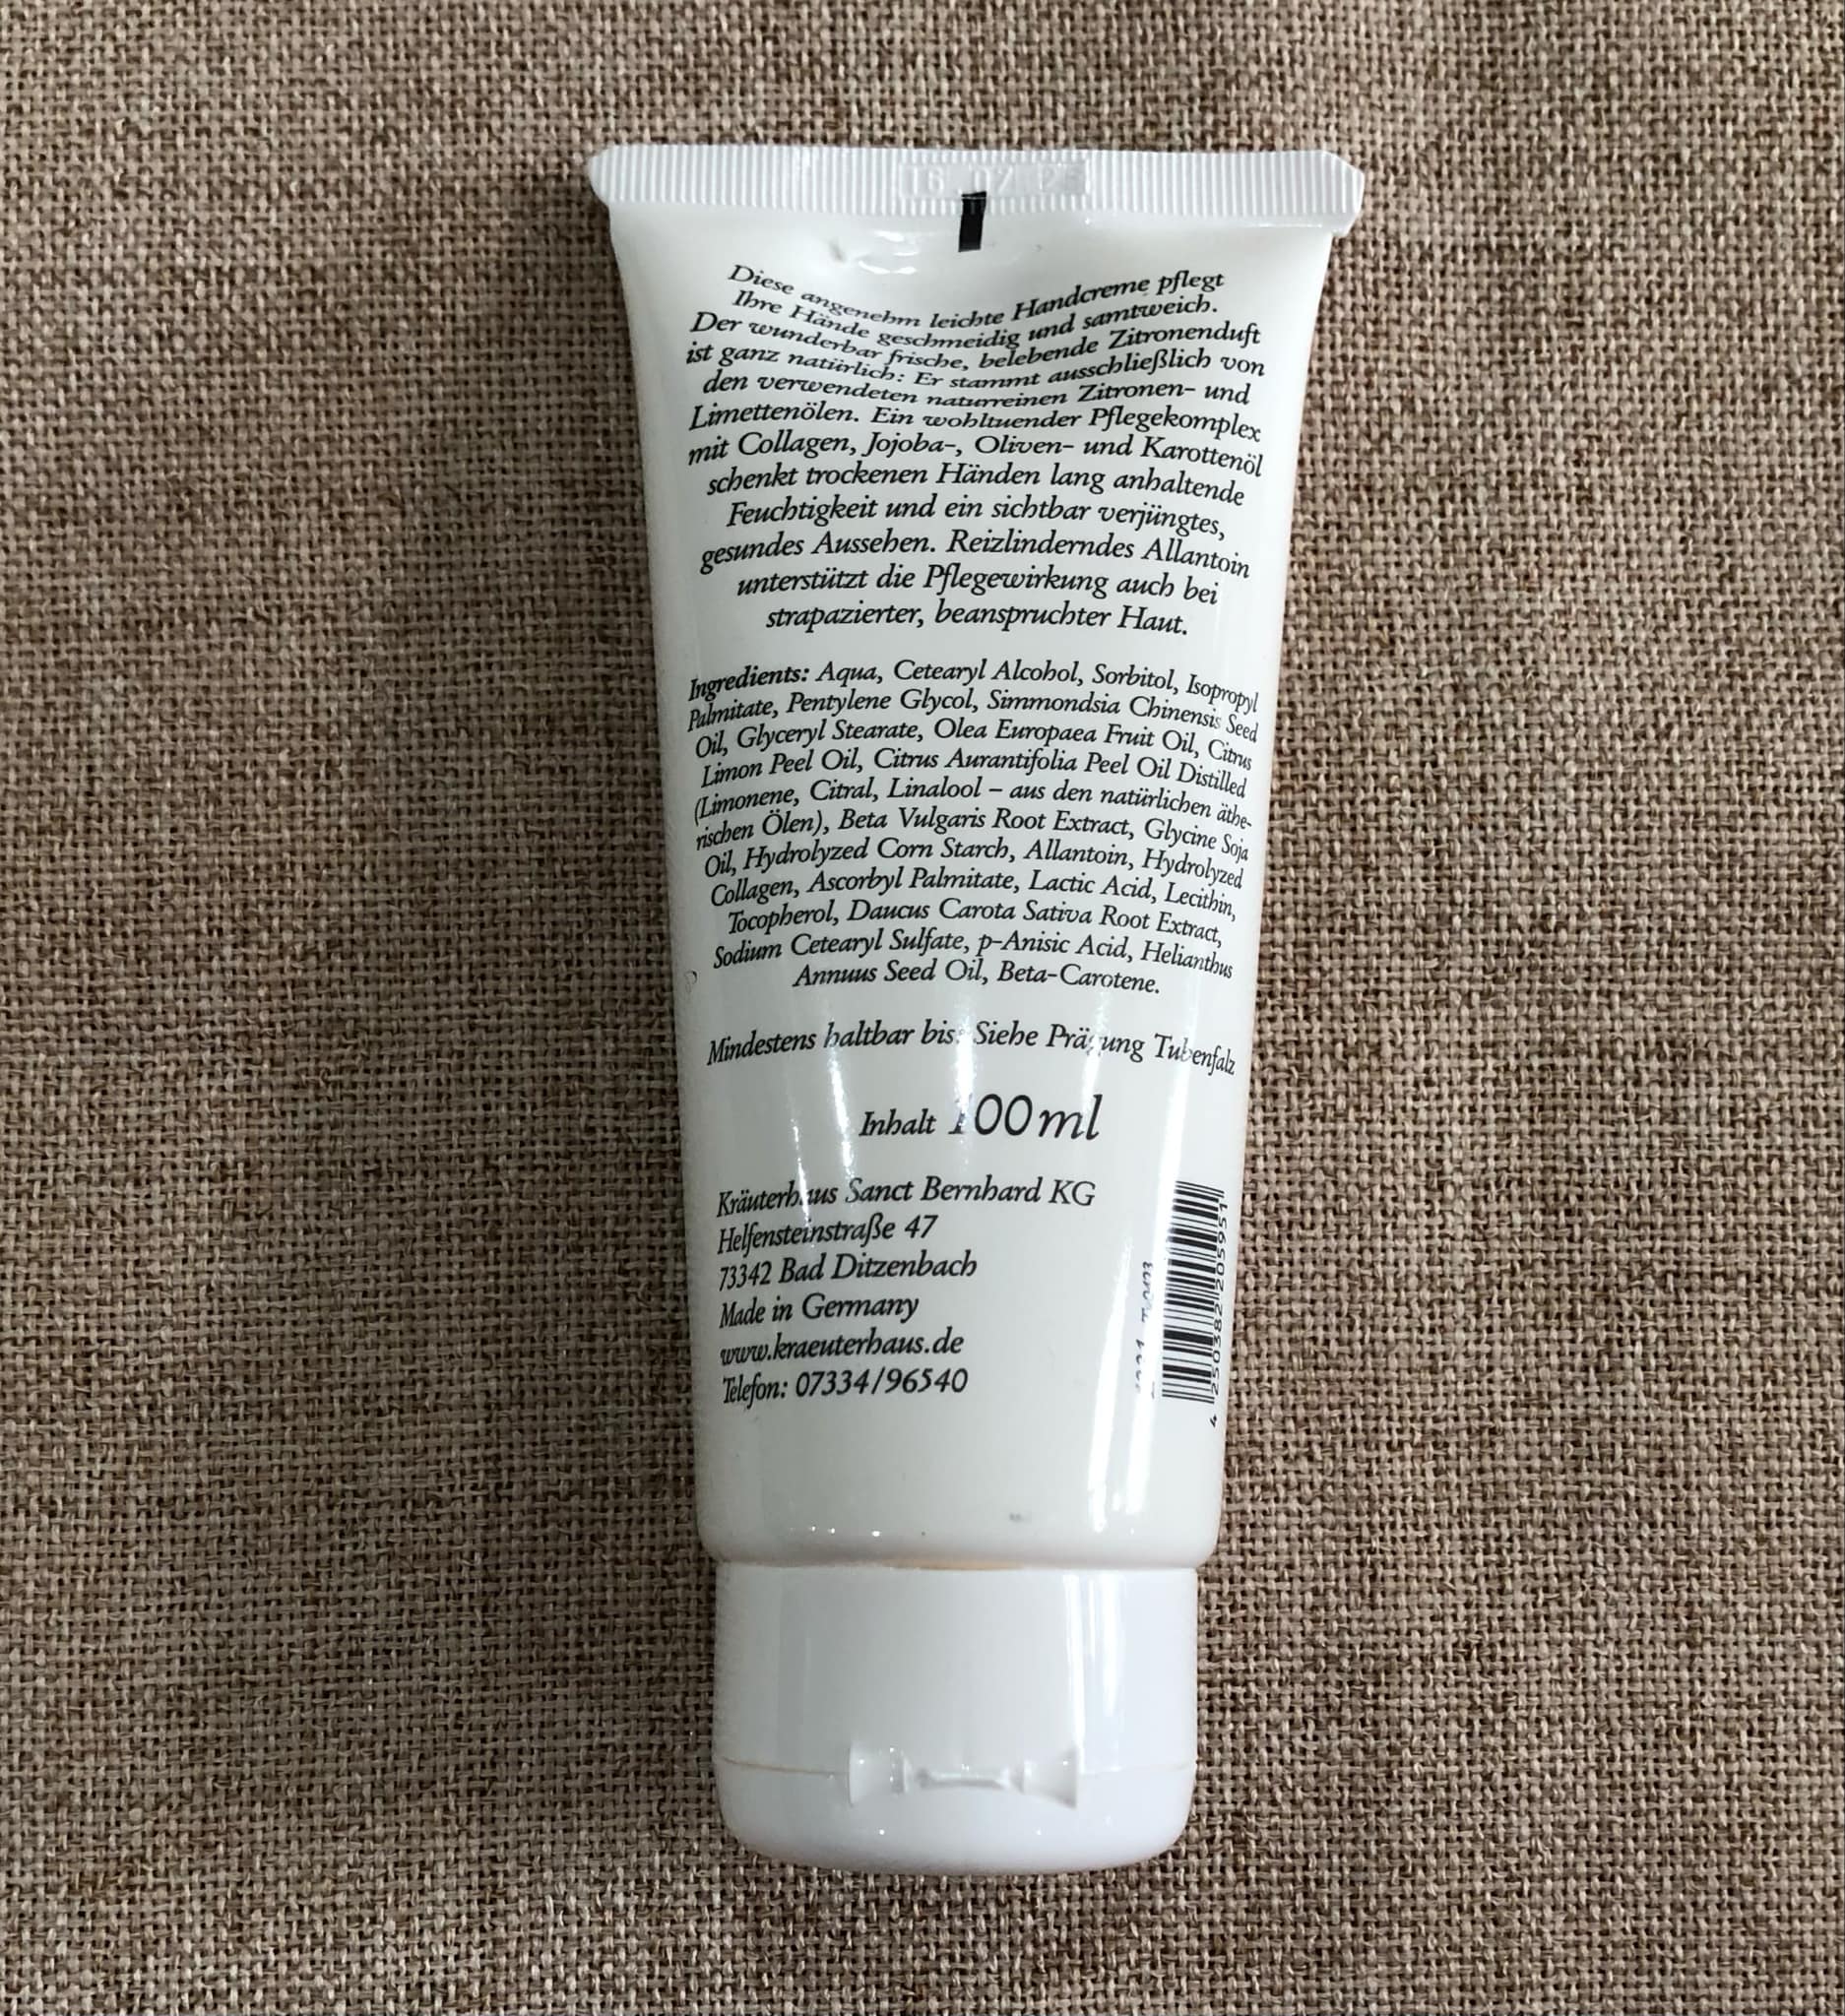 Diese angenehm leichte Handcreme pflegt
Ihre Hände geschmeidig und samtweich.
Der wunderbar frische, belebende Zitronenduft
ist ganz natürlich: Er stammt ausschließlich von
den verwendeten naturreinen Zitronen- und
Limettenölen. Ein wohltuender Pflegekomplex
mit Collagen, Jojoba-, Oliven- und Karottenöl
schenkt trockenen Händen lang anhaltende
Feuchtigkeit und ein sichtbar verjüngtes,
gesundes Aussehen. Reizlinderndes Allantoin
unterstützt die Pflegewirkung auch bei
strapazierter, beanspruchter Haut.
Ingredients: Aqua, Cetearyl Alcohol, Sorbitol, Isopropyl
Palmitate, Pentylene Glycol, Simmondsia Chinensis Seed
Oil, Glyceryl Stearate, Olea Europaea Fruit Oil, Citrus
Limon Peel Oil, Citrus Aurantifolia Peel Oil Distilled
(Limonene, Citral, Linalool – aus den natürlichen äthe-
rischen Ölen), Beta Vulgaris Root Extract, Glycine Soja
Oil, Hydrolyzed Corn Starch, Allantoin, Hydrolyzed
Collagen, Ascorbyl Palmitate, Lactic Acid, Lecithin,
Tocopherol, Daucus Carota Sativa Root Extract,
Sodium Cetearyl Sulfate, p-Anisic Acid, Helianthus
Annuus Seed Oil, Beta-Carotene.
Mindestens haltbar bis: Siehe Prägung Tubenfalz
Inhalt 100 ml
Kräuterhaus Sanct Bernhard KG
Helfensteinstraße 47
73342 Bad Ditzenbach
Made in Germany
www.kraeuterhaus.de
Telefon: 07334/96540
4 250382 205951